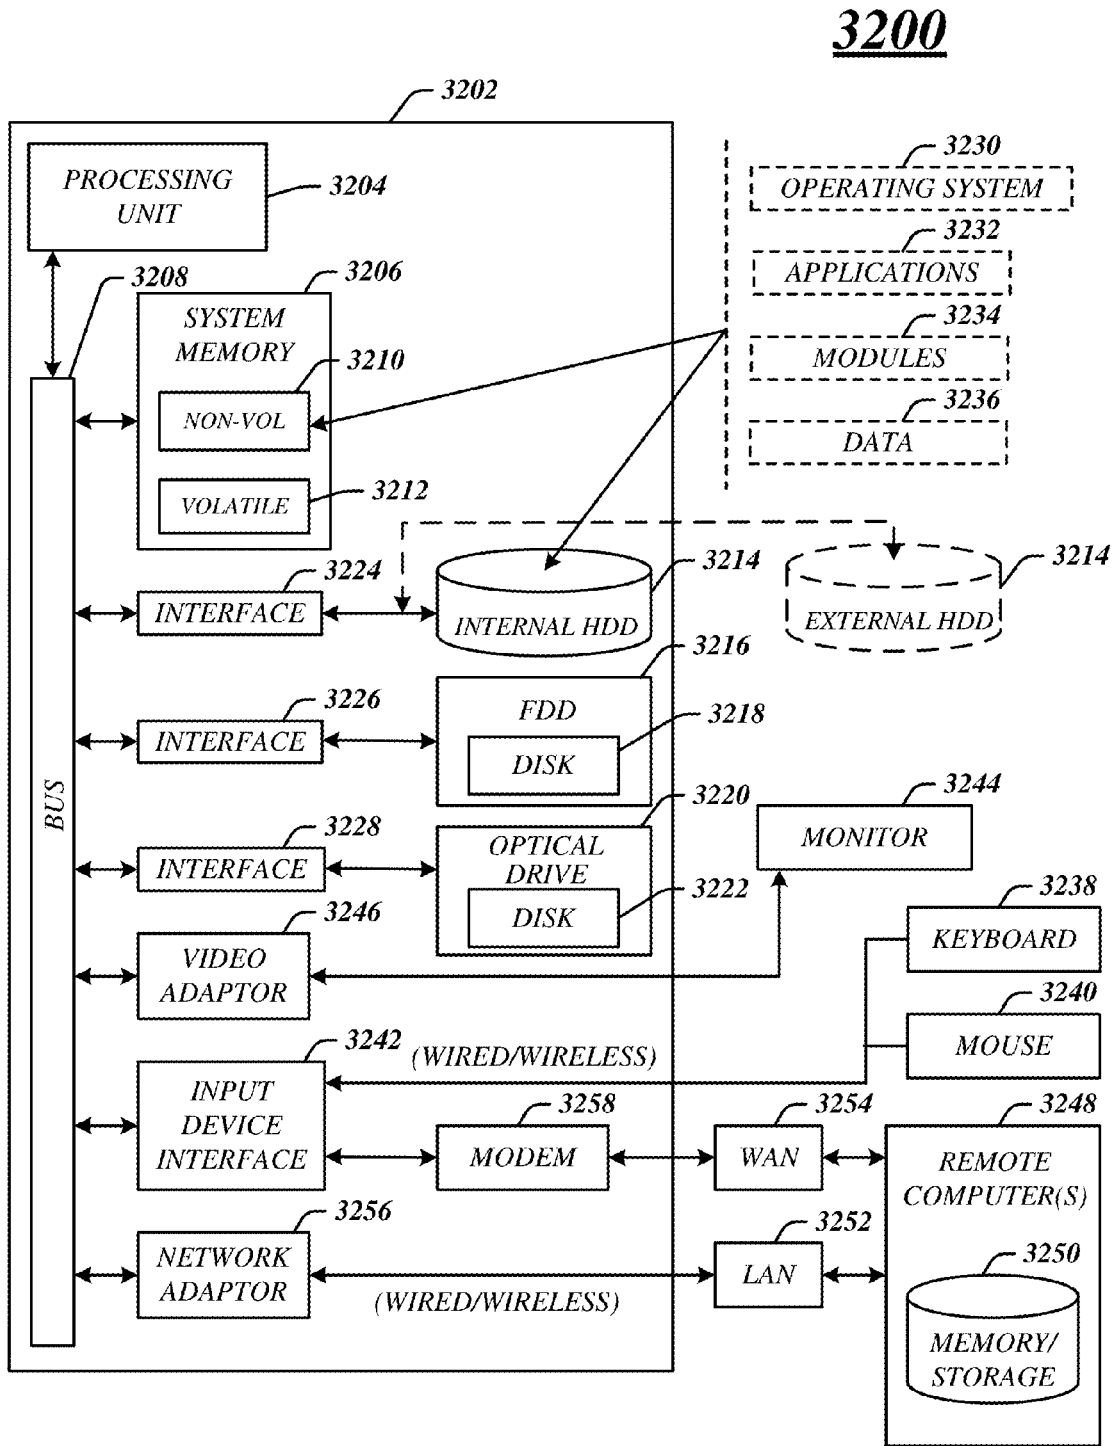 3200
3202
PROCESSING
UNIT
3204
3230
OPERATING SYSTEM
3232
APPLICATIONS
3234
MODULES
3236
DATA
3208
3206
SYSTEM
MEMORY
3210
NON-VOL
3212
VOLATILE
BUS
3224
INTERFACE
3214
INTERNAL HDD
3214
EXTERNAL HDD
3216
FDD
3226
INTERFACE
3218
DISK
3220
OPTICAL
DRIVE
3228
INTERFACE
3222
DISK
3244
MONITOR
3246
VIDEO
ADAPTOR
3238
KEYBOARD
3240
MOUSE
3242
INPUT
DEVICE
INTERFACE
(WIRED/WIRELESS)
3258
MODEM
3254
WAN
3248
REMOTE
COMPUTER(S)
3256
NETWORK
ADAPTOR
(WIRED/WIRELESS)
3252
LAN
3250
MEMORY/
STORAGE